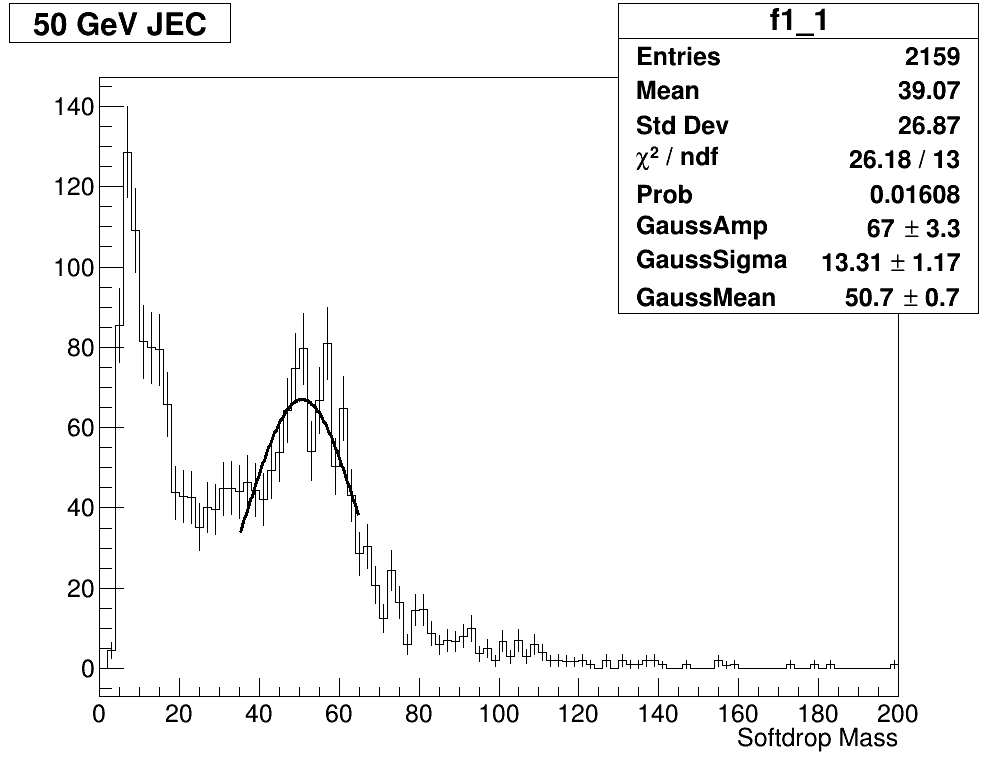 50 GeV JEC
f1_1
Entries 2159
Mean 39.07
Std Dev 26.87
χ² / ndf 26.18 / 13
Prob 0.01608
GaussAmp 67 ± 3.3
GaussSigma 13.31 ± 1.17
GaussMean 50.7 ± 0.7
140
120
100
80
60
40
20
0
0 20 40 60 80 100 120 140 160 180 200
Softdrop Mass